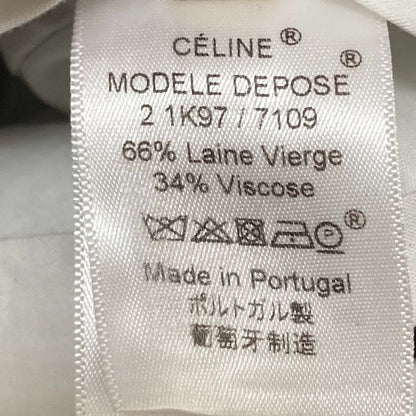 CÉLINE®
MODELE DEPOSE®
2 1K97 / 7109
66% Laine Vierge
34% Viscose
P®
Made in Portugal
ポルトガル製
葡萄牙制造